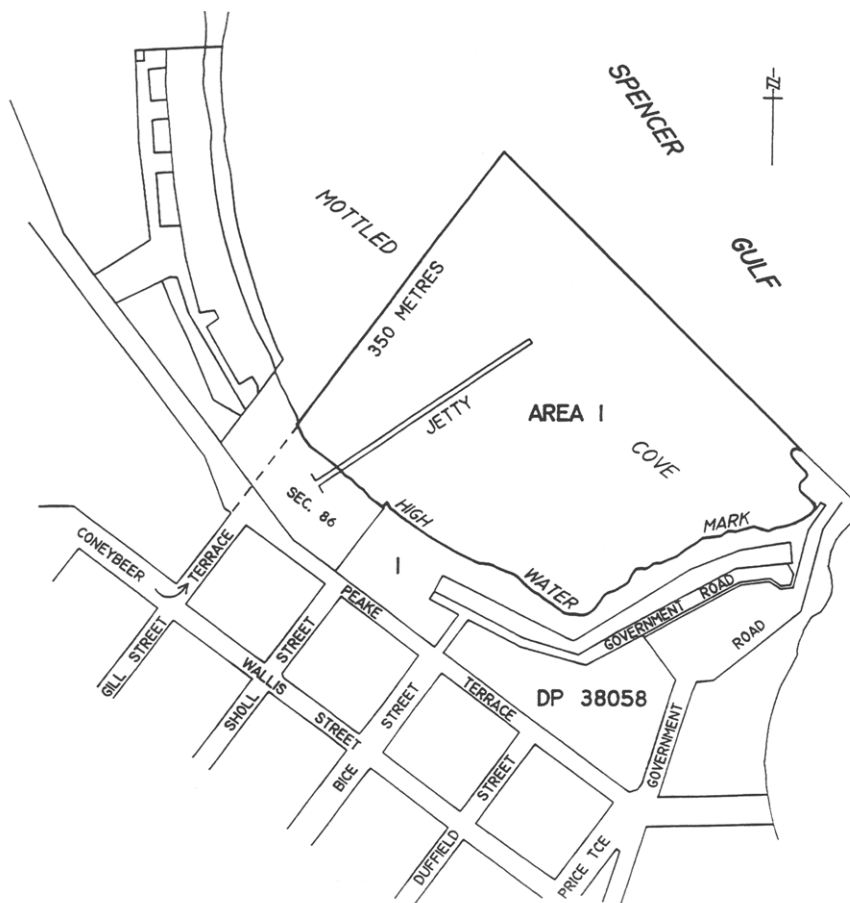 SPENCER
GULF
N
MOTTLED
COVE
350 METRES
JETTY
AREA 1
SEC. 86
HIGH
WATER
MARK
1
CONEYBEER
TERRACE
PEAKE
TERRACE
GOVERNMENT ROAD
GOVERNMENT
ROAD
DP 38058
GILL STREET
SHOLL
STREET
WALLIS
STREET
BICE
STREET
DUFFIELD
STREET
PRICE TCE